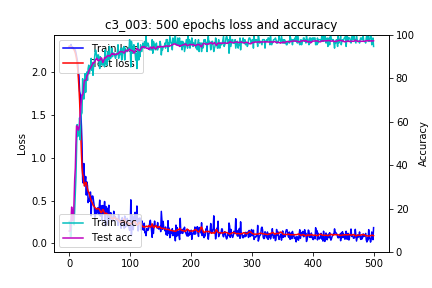 c3_003: 500 epochs loss and accuracy
Train loss
Test loss
Train acc
Test acc
Loss
Accuracy
2.0
1.5
1.0
0.5
0.0
100
80
60
40
20
0
0 100 200 300 400 500